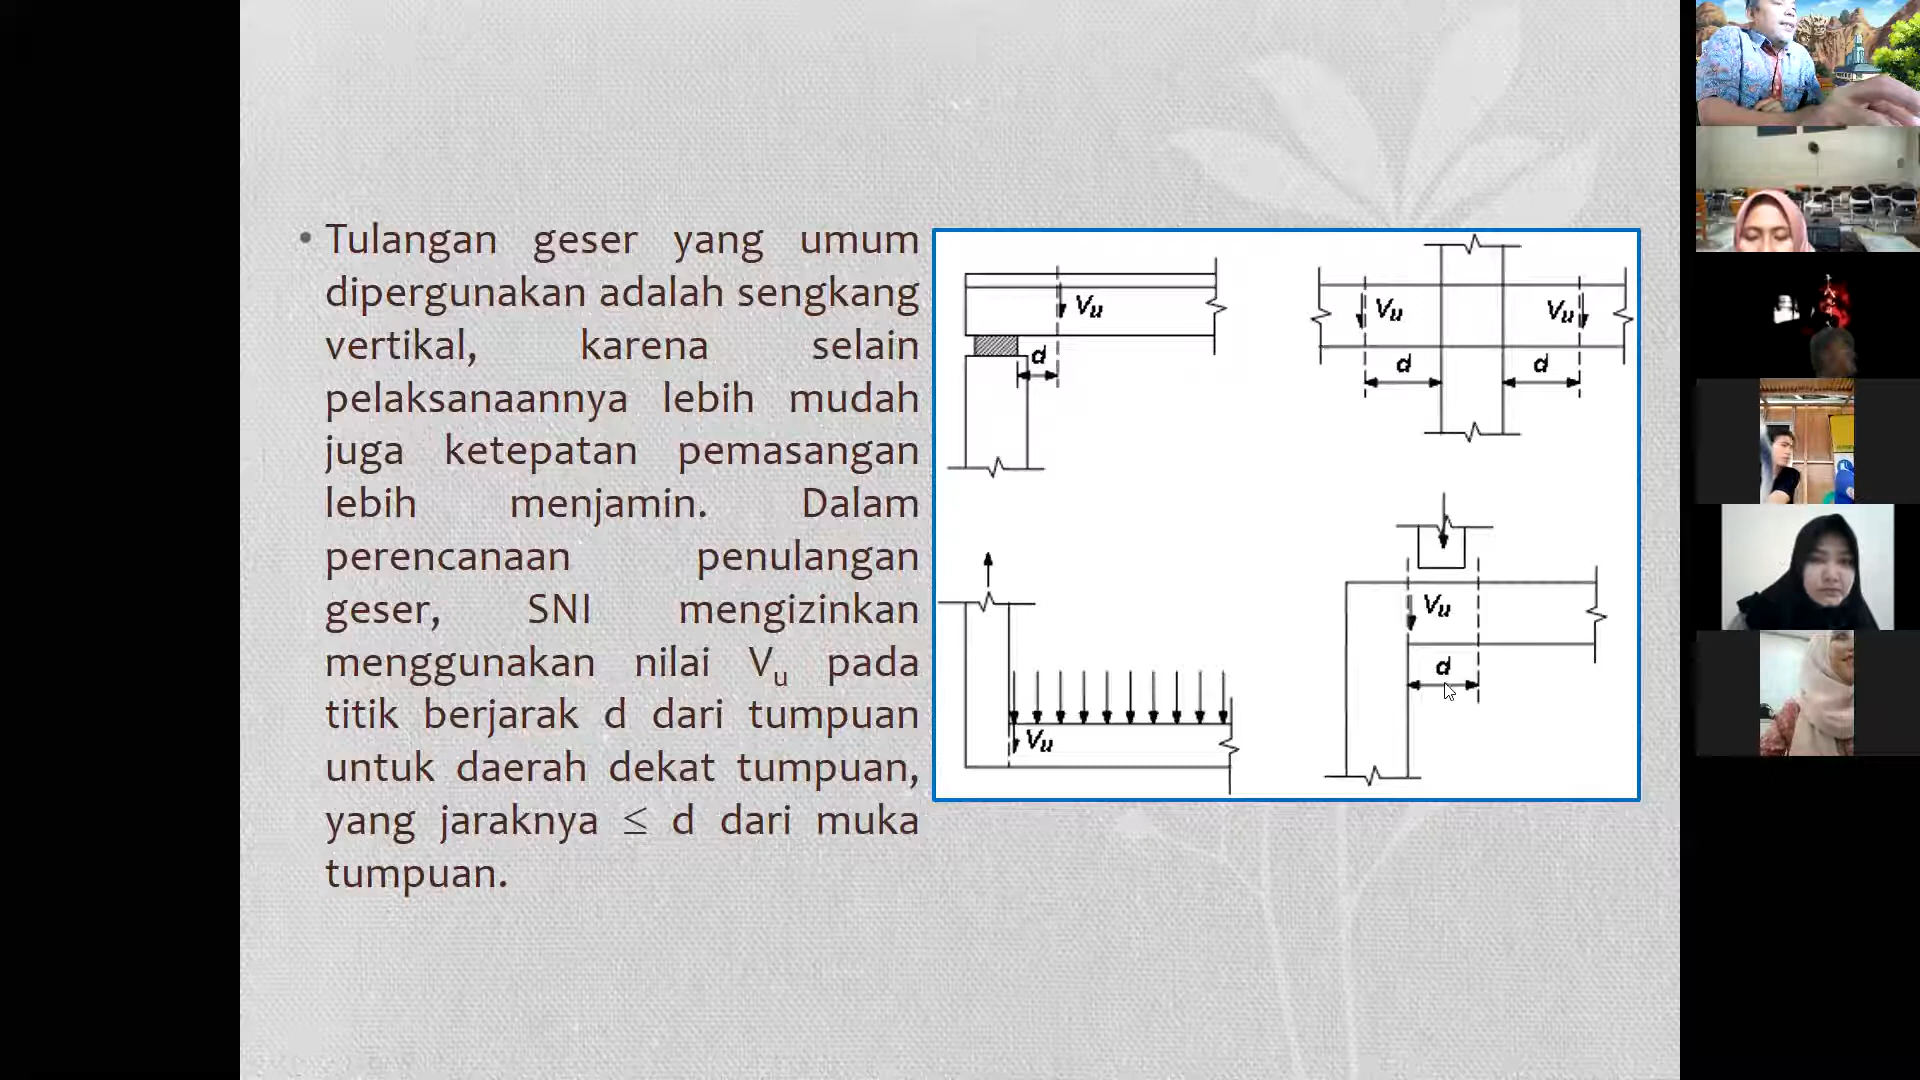 • Tulangan geser yang umum
dipergunakan adalah sengkang
vertikal, karena selain
pelaksanaannya lebih mudah
juga ketepatan pemasangan
lebih menjamin. Dalam
perencanaan penulangan
geser, SNI mengizinkan
menggunakan nilai Vu pada
titik berjarak d dari tumpuan
untuk daerah dekat tumpuan,
yang jaraknya ≤ d dari muka
tumpuan.
Vu
d
Vu
Vu
d
d
Vu
Vu
d